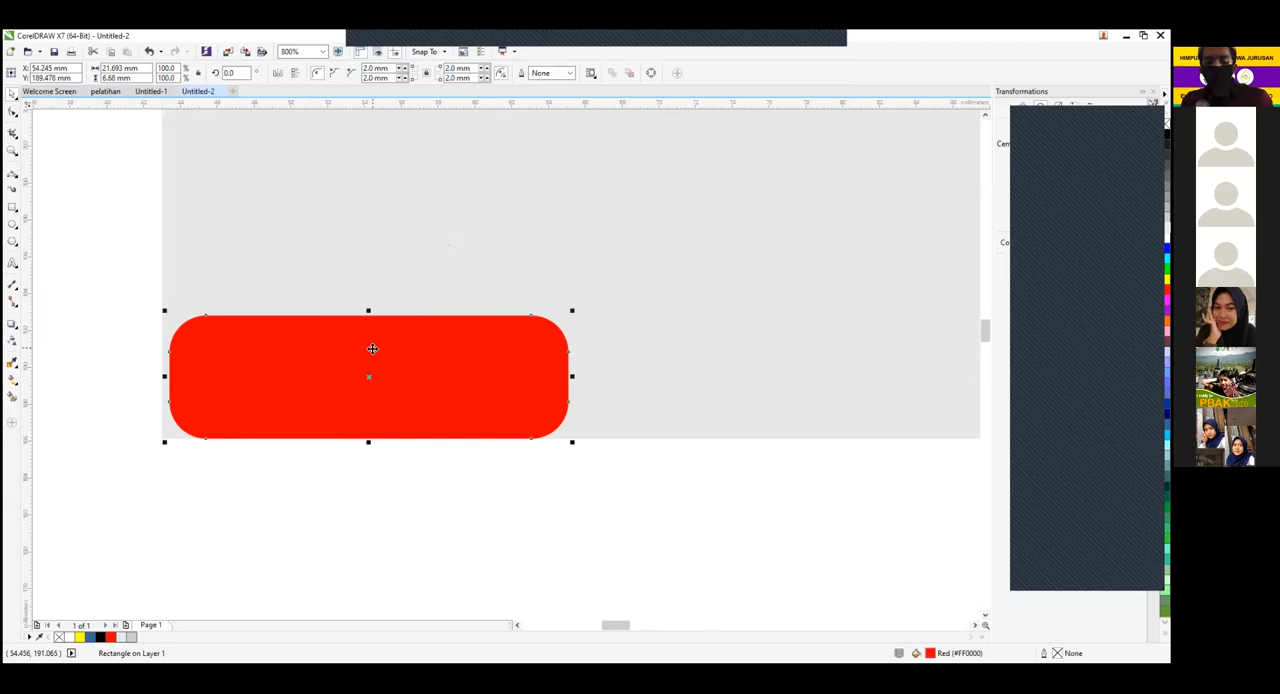 CorelDRAW X7 (64-Bit) - Untitled-2
800%
Snap To
X: 54.245 mm
Y: 189.478 mm
21.693 mm
6.68 mm
100.0
100.0
%
%
0.0
°
2.0 mm
2.0 mm
2.0 mm
2.0 mm
None
Welcome Screen
pelatihan
Untitled-1
Untitled-2
millimeters
Transformations
Cen
Co
1 of 1
Page 1
( 54.456, 191.065 )
Rectangle on Layer 1
Red (#FF0000)
None
PBAK